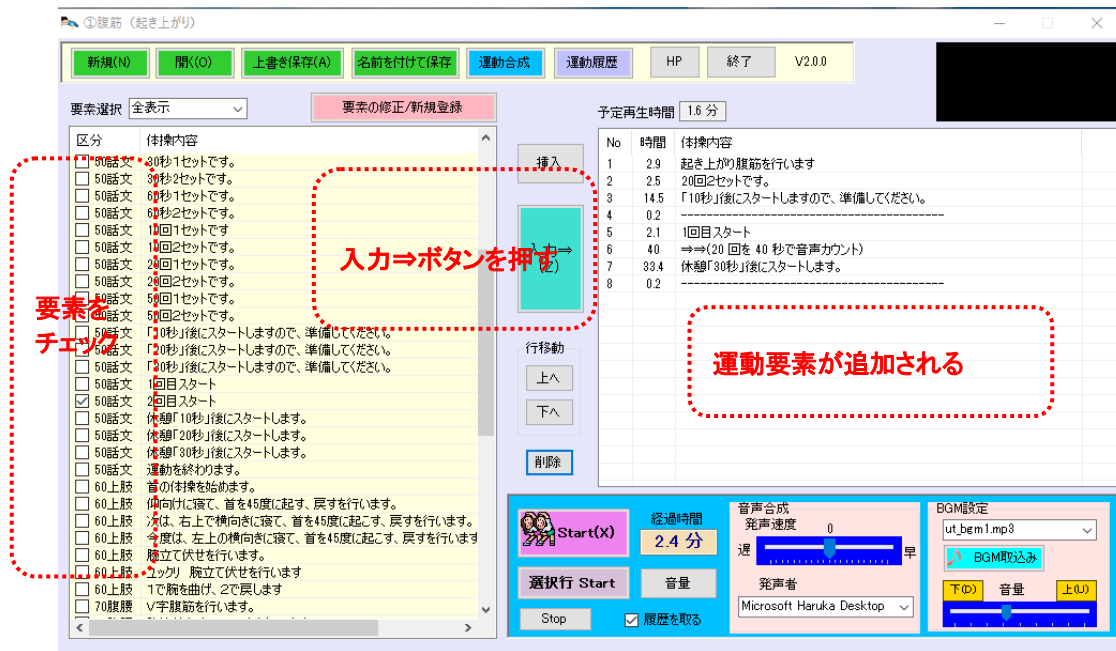 ①腹筋（起き上がり）
新規(N) 開く(O) 上書き保存(A) 名前を付けて保存 運動合成 運動履歴 HP 終了 V2.0.0
要素選択 全表示 要素の修正/新規登録
予定再生時間 1.6 分
区分 体操内容
50話文 30秒1セットです。
50話文 30秒2セットです。
50話文 60秒1セットです。
50話文 60秒2セットです。
50話文 10回1セットです
50話文 10回2セットです。
50話文 20回1セットです。
50話文 20回2セットです。
50話文 50回1セットです。
50話文 50回2セットです。
50話文 「10秒」後にスタートしますので、準備してください。
50話文 「20秒」後にスタートしますので、準備してください。
50話文 「30秒」後にスタートしますので、準備してください。
50話文 1回目スタート
50話文 2回目スタート
50話文 休憩「10秒」後にスタートします。
50話文 休憩「20秒」後にスタートします。
50話文 休憩「30秒」後にスタートします。
50話文 運動を終わります。
60上肢 首の体操を始めます。
60上肢 仰向けに寝て、首を45度に起す、戻すを行います。
60上肢 次は、右上で横向きに寝て、首を45度に起こす、戻すを行います。
60上肢 今度は、左上の横向きに寝て、首を45度に起こす、戻すを行います
60上肢 腕立て伏せを行います。
60上肢 ユックリ 腕立て伏せを行います
60上肢 1で腕を曲げ、2で戻します
70腹腰 V字腹筋を行います。
要素を
チェック
挿入
入力⇒
(Z)
入力⇒ボタンを押す
行移動
上へ
下へ
削除
No 時間 体操内容
1 2.9 起き上がり腹筋を行います
2 2.5 20回2セットです。
3 14.5 「10秒」後にスタートしますので、準備してください。
4 0.2 ---------------------------------
5 2.1 1回目スタート
6 40 ⇒⇒(20 回を 40 秒で音声カウント)
7 33.4 休憩「30秒」後にスタートします。
8 0.2 ---------------------------------
運動要素が追加される
Start(X)
経過時間
2.4 分
選択行 Start 音量
Stop 履歴を取る
音声合成
発声速度 0
遅 早
発声者
Microsoft Haruka Desktop
BGM設定
ut_bgm1.mp3
BGM取込み
下(D) 音量 上(U)